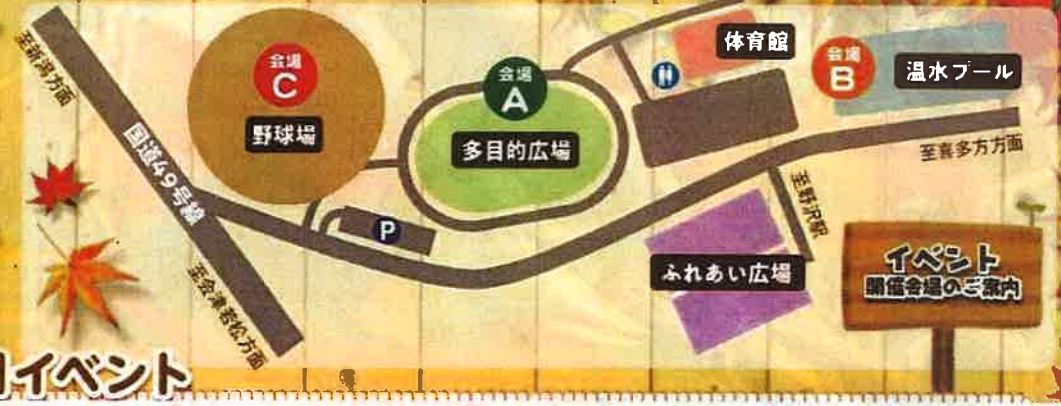 至新潟方面
国道49号線
至会津若松方面
会場
C
野球場
会場
A
多目的広場
P
体育館
会場
B
温水プール
至喜多方方面
至野沢駅
ふれあい広場
イベント
開催会場のご案内
イベント